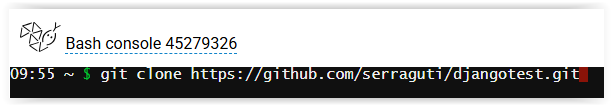 Bash console 45279326
09:55 ~ $ git clone https://github.com/serraguti/djangotest.git